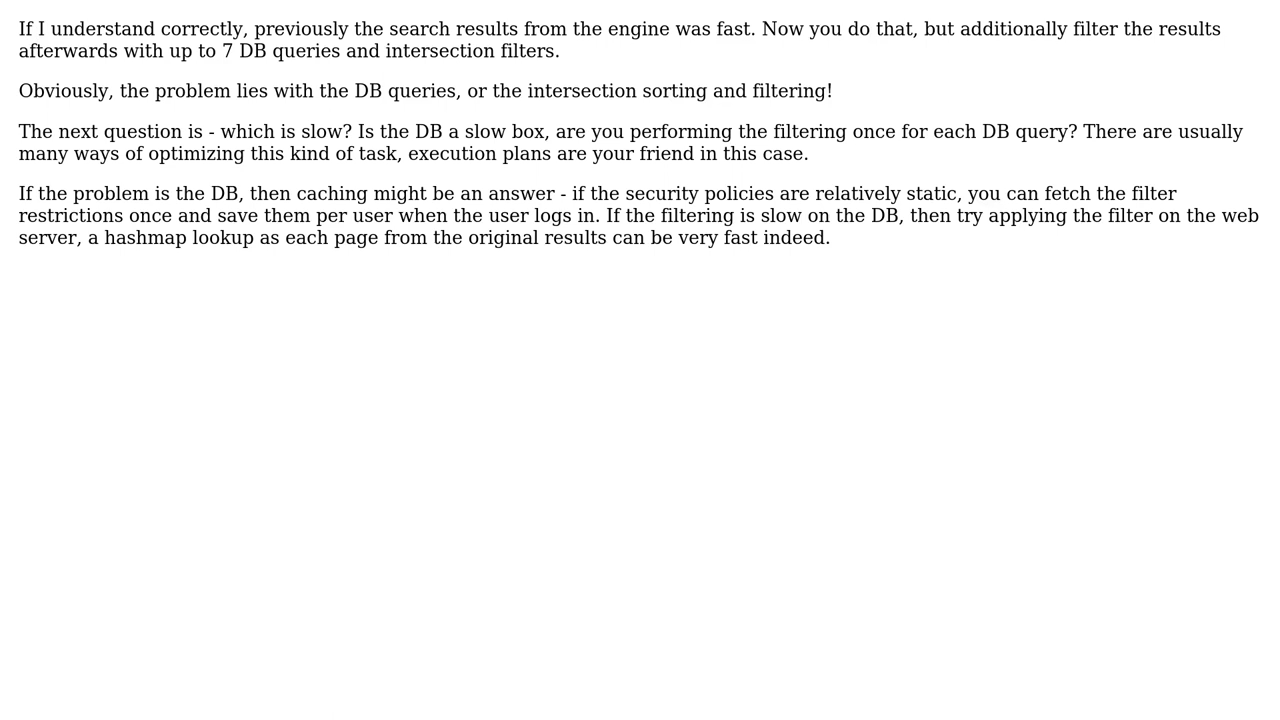 If I understand correctly, previously the search results from the engine was fast. Now you do that, but additionally filter the results
afterwards with up to 7 DB queries and intersection filters.
Obviously, the problem lies with the DB queries, or the intersection sorting and filtering!
The next question is - which is slow? Is the DB a slow box, are you performing the filtering once for each DB query? There are usually
many ways of optimizing this kind of task, execution plans are your friend in this case.
If the problem is the DB, then caching might be an answer - if the security policies are relatively static, you can fetch the filter
restrictions once and save them per user when the user logs in. If the filtering is slow on the DB, then try applying the filter on the web
server, a hashmap lookup as each page from the original results can be very fast indeed.